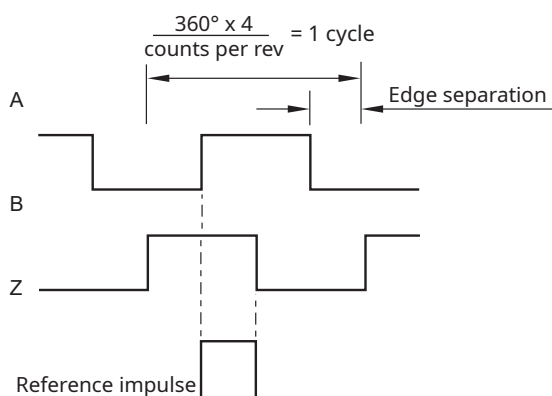 360° x 4
counts per rev
= 1 cycle
Edge separation
A
B
Z
Reference impulse